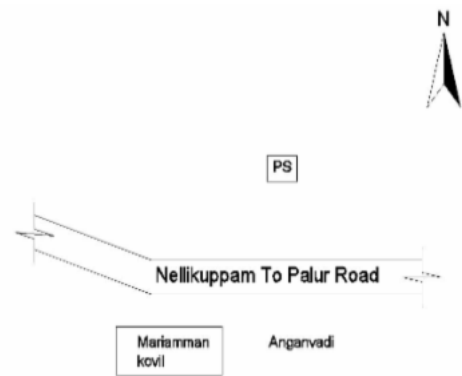 N
PS
Nellikuppam To Palur Road
Mariamman
kovil
Anganvadi